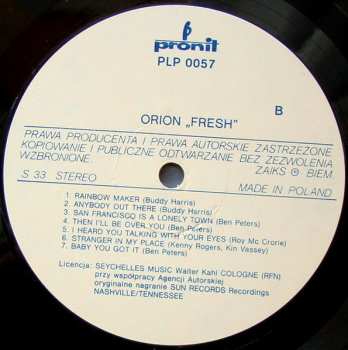 pronit
PLP 0057
B
ORION „FRESH"
PRAWA PRODUCENTA I PRAWA AUTORSKIE ZASTRZEŻONE
KOPIOWANIE I PUBLICZNE ODTWARZANIE BEZ ZEZWOLENIA
WZBRONIONE. ZAIKS ℗ BIEM
S 33 STEREO MADE IN POLAND
1. RAINBOW MAKER (Buddy Harris)
2. ANYBODY OUT THERE (Buddy Harris)
3. SAN FRANCISCO IS A LONELY TOWN (Ben Peters)
4. THEN I'LL BE OVER YOU (Ben Peters)
5. I HEARD YOU TALKING WITH YOUR EYES (Roy Mc Crorie)
6. STRANGER IN MY PLACE (Kenny Rogers, Kin Vassey)
7. BABY YOU GOT IT (Ben Peters)
Licencja: SEYCHELLES MUSIC Walter Kahl COLOGNE (RFN)
przy współpracy Agencji Autorskiej
oryginalne nagranie SUN RECORDS Recordings
NASHVILLE/TENNESSEE